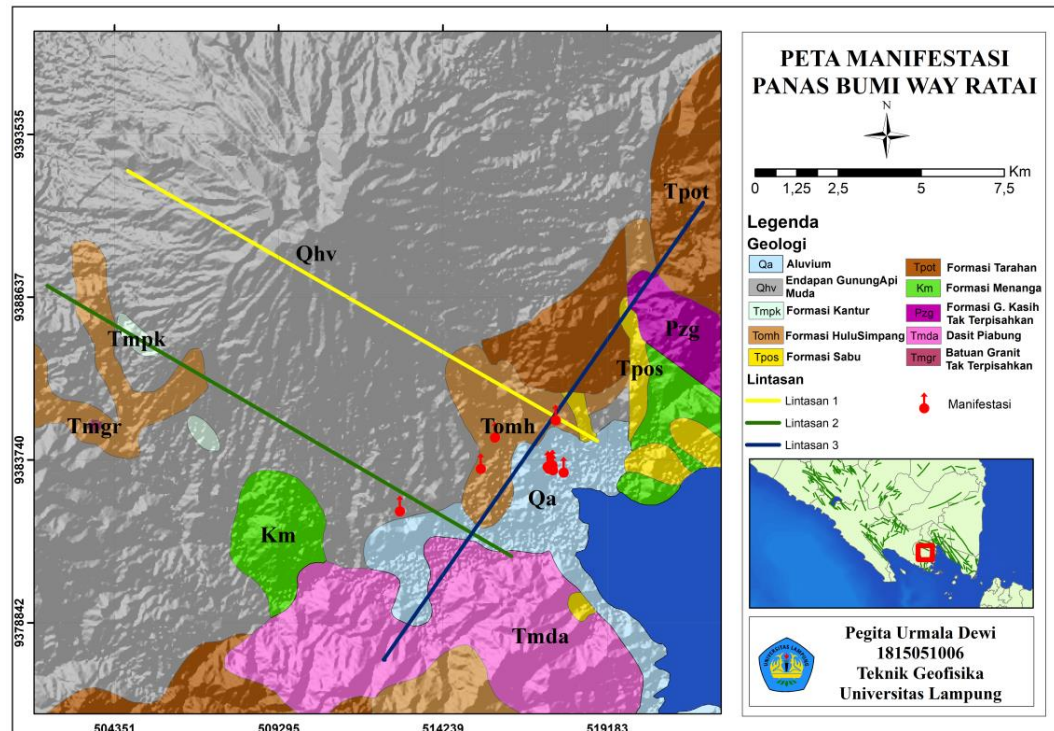 PETA MANIFESTASI
PANAS BUMI WAY RATAI
N
Km
0 1,25 2,5 5 7,5
Legenda
Geologi
Qa Aluvium
Qhv Endapan GunungApi
Muda
Tmpk Formasi Kantur
Tomh Formasi HuluSimpang
Tpos Formasi Sabu
Tpot Formasi Tarahan
Km Formasi Menanga
Pzg Formasi G. Kasih
Tak Terpisahkan
Tmda Dasit Piabung
Tmgr Batuan Granit
Tak Terpisahkan
Lintasan
Lintasan 1
Lintasan 2
Lintasan 3
Manifestasi
UNIVERSITAS LAMPUNG
Pegita Urmala Dewi
1815051006
Teknik Geofisika
Universitas Lampung
9393535
9388637
9383740
9378842
504351
509295
514239
519183
Tpot
Qhv
Pzg
Tmpk
Tpos
Tmgr
Tomh
Qa
Km
Tmda